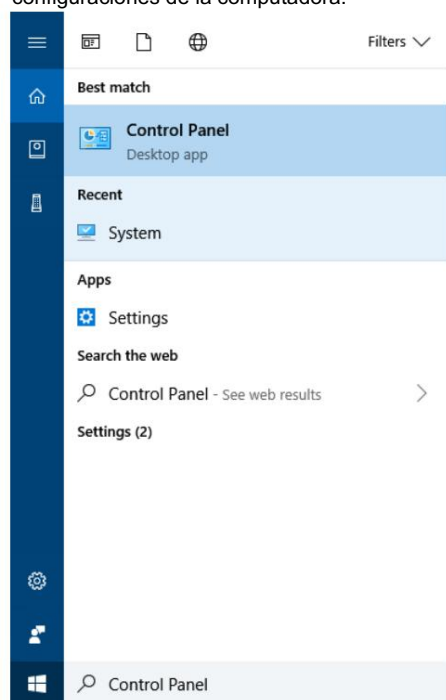 configuraciones de la computadora.
Filters
Best match
Control Panel
Desktop app
Recent
System
Apps
Settings
Search the web
Control Panel - See web results
Settings (2)
Control Panel